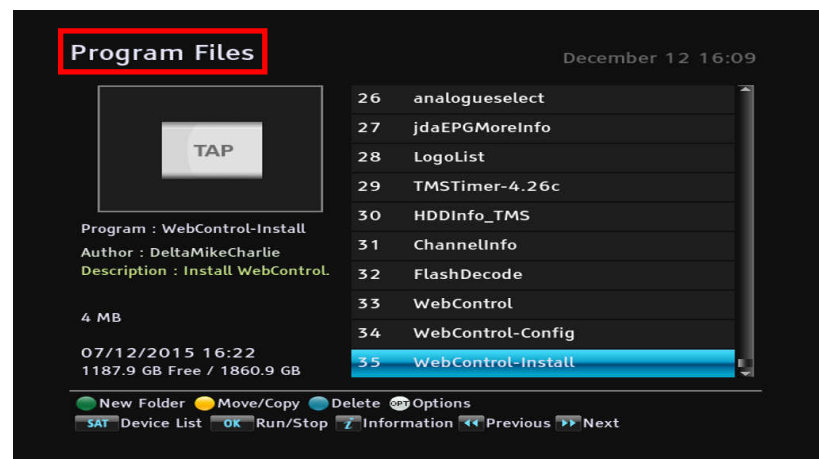 Program Files
December 12 16:09
TAP
Program : WebControl-Install
Author : DeltaMikeCharlie
Description : Install WebControl.
4 MB
07/12/2015 16:22
1187.9 GB Free / 1860.9 GB
26 analogueselect
27 jdaEPGMoreInfo
28 LogoList
29 TMSTimer-4.26c
30 HDDInfo_TMS
31 ChannelInfo
32 FlashDecode
33 WebControl
34 WebControl-Config
35 WebControl-Install
New Folder Move/Copy Delete OPT Options
SAT Device List OK Run/Stop i Information Previous Next